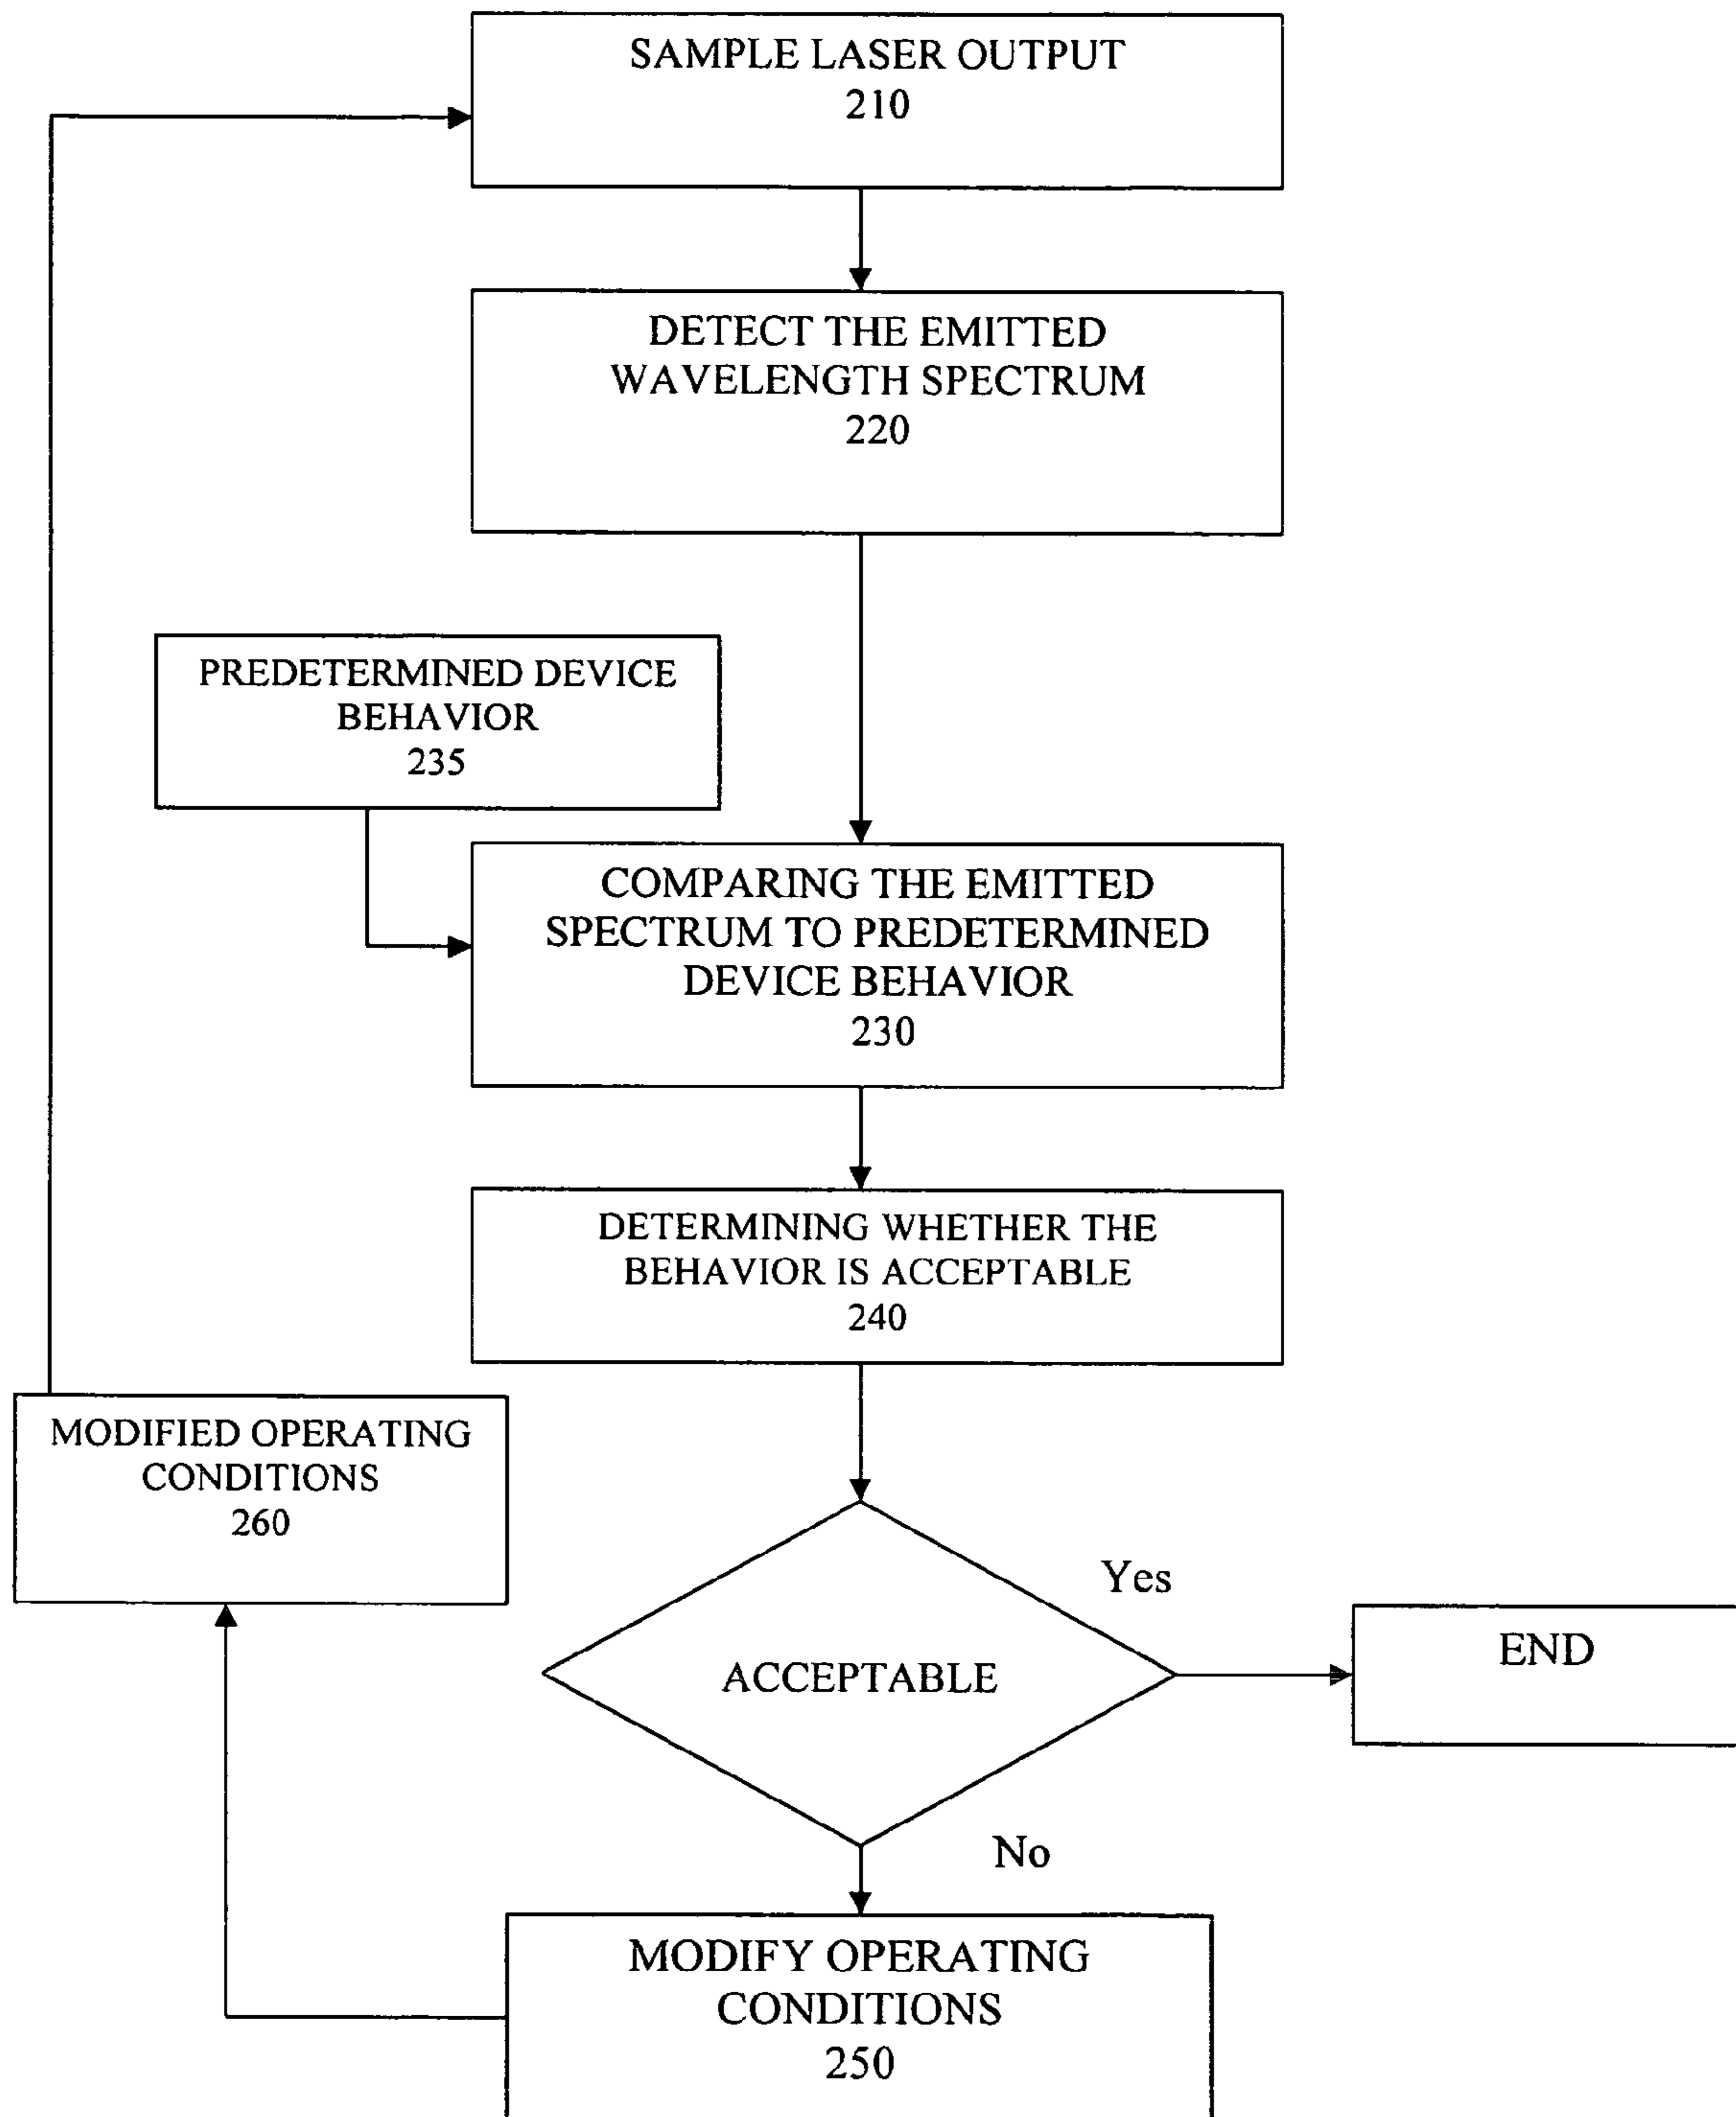 SAMPLE LASER OUTPUT
210
DETECT THE EMITTED
WAVELENGTH SPECTRUM
220
PREDETERMINED DEVICE
BEHAVIOR
235
COMPARING THE EMITTED
SPECTRUM TO PREDETERMINED
DEVICE BEHAVIOR
230
DETERMINING WHETHER THE
BEHAVIOR IS ACCEPTABLE
240
MODIFIED OPERATING
CONDITIONS
260
Yes
ACCEPTABLE
END
No
MODIFY OPERATING
CONDITIONS
250